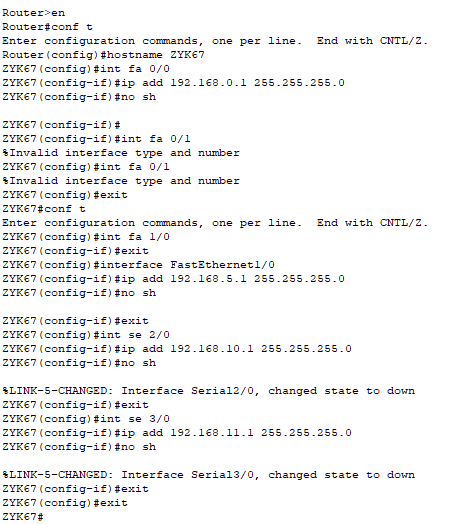 Router>en
Router#conf t
Enter configuration commands, one per line.  End with CNTL/Z.
Router(config)#hostname ZYK67
ZYK67(config)#int fa 0/0
ZYK67(config-if)#ip add 192.168.0.1 255.255.255.0
ZYK67(config-if)#no sh

ZYK67(config-if)#
ZYK67(config-if)#int fa 0/1
%Invalid interface type and number
ZYK67(config)#int fa 0/1
%Invalid interface type and number
ZYK67(config)#exit
ZYK67#conf t
Enter configuration commands, one per line.  End with CNTL/Z.
ZYK67(config)#int fa 1/0
ZYK67(config-if)#exit
ZYK67(config)#interface FastEthernet1/0
ZYK67(config-if)#ip add 192.168.5.1 255.255.255.0
ZYK67(config-if)#no sh

ZYK67(config-if)#exit
ZYK67(config)#int se 2/0
ZYK67(config-if)#ip add 192.168.10.1 255.255.255.0
ZYK67(config-if)#no sh

%LINK-5-CHANGED: Interface Serial2/0, changed state to down
ZYK67(config-if)#exit
ZYK67(config)#int se 3/0
ZYK67(config-if)#ip add 192.168.11.1 255.255.255.0
ZYK67(config-if)#no sh

%LINK-5-CHANGED: Interface Serial3/0, changed state to down
ZYK67(config-if)#exit
ZYK67(config)#exit
ZYK67#